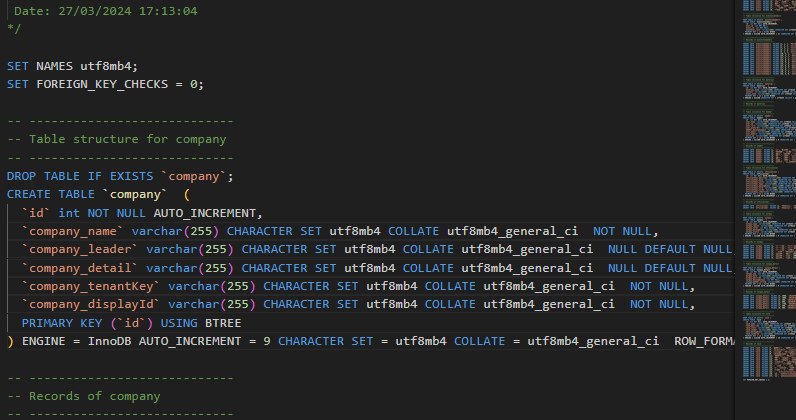 Date: 27/03/2024 17:13:04
*/
SET NAMES utf8mb4;
SET FOREIGN_KEY_CHECKS = 0;
-- ----------------------------
-- Table structure for company
-- ----------------------------
DROP TABLE IF EXISTS `company`;
CREATE TABLE `company`  (
`id` int NOT NULL AUTO_INCREMENT,
`company_name` varchar(255) CHARACTER SET utf8mb4 COLLATE utf8mb4_general_ci  NOT NULL,
`company_leader` varchar(255) CHARACTER SET utf8mb4 COLLATE utf8mb4_general_ci  NULL DEFAULT NULL
`company_detail` varchar(255) CHARACTER SET utf8mb4 COLLATE utf8mb4_general_ci  NULL DEFAULT NULL
`company_tenantKey` varchar(255) CHARACTER SET utf8mb4 COLLATE utf8mb4_general_ci  NOT NULL,
`company_displayId` varchar(255) CHARACTER SET utf8mb4 COLLATE utf8mb4_general_ci  NOT NULL,
PRIMARY KEY (`id`) USING BTREE
) ENGINE = InnoDB AUTO_INCREMENT = 9 CHARACTER SET = utf8mb4 COLLATE = utf8mb4_general_ci  ROW_FORM
-- ----------------------------
-- Records of company
-- ----------------------------